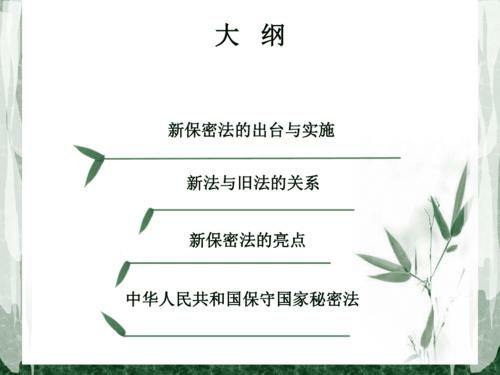 大 纲
新保密法的出台与实施
新法与旧法的关系
新保密法的亮点
中华人民共和国保守国家秘密法